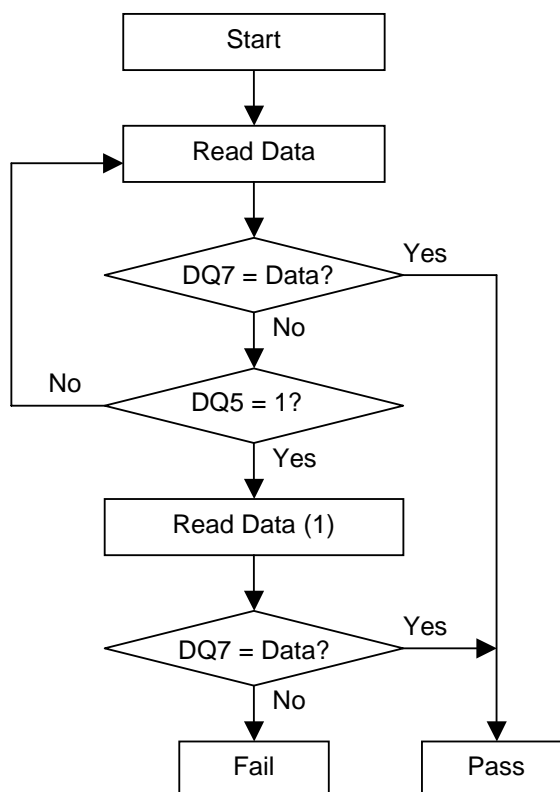 Start
Read Data
DQ7 = Data?
Yes
No
No
DQ5 = 1?
Yes
Read Data (1)
DQ7 = Data?
Yes
No
Fail
Pass